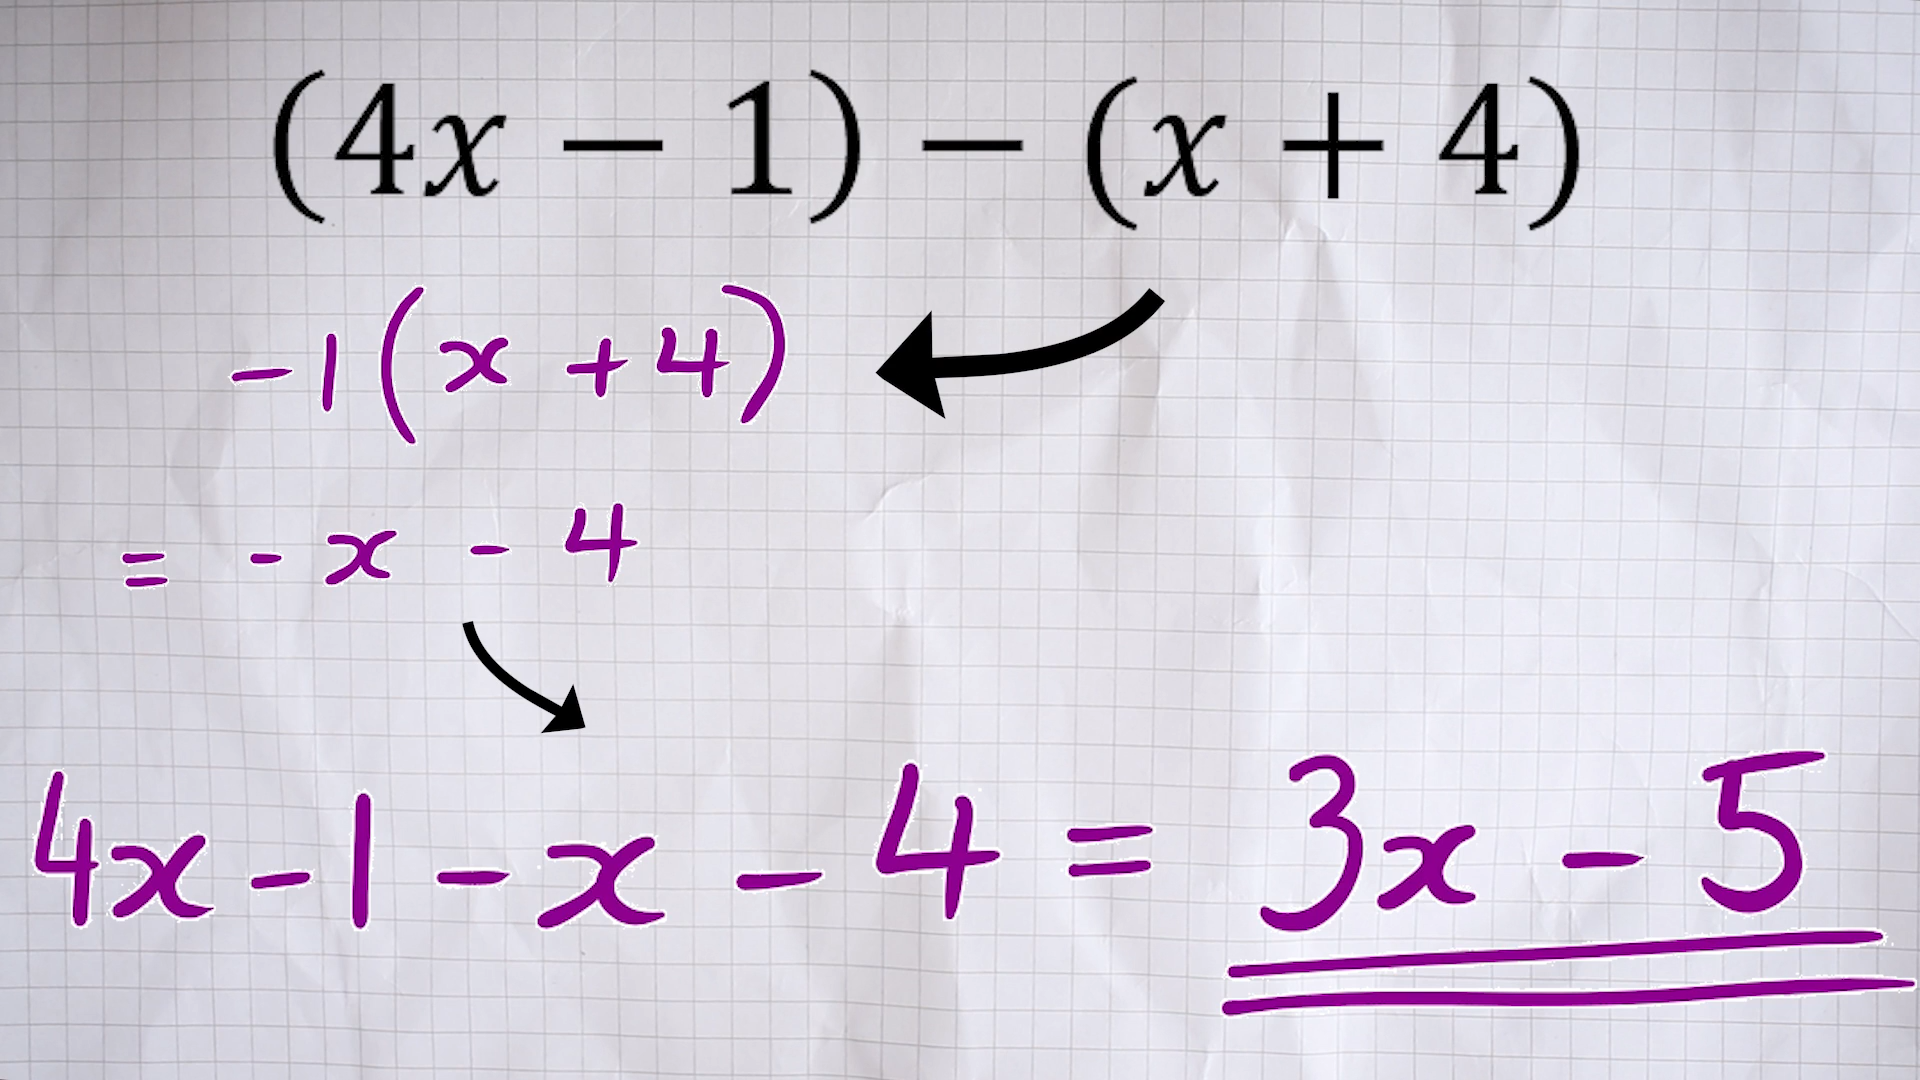 (4x − 1) − (x + 4)
-1(x + 4)
= - x - 4
4x - 1 - x - 4 = 3x - 5